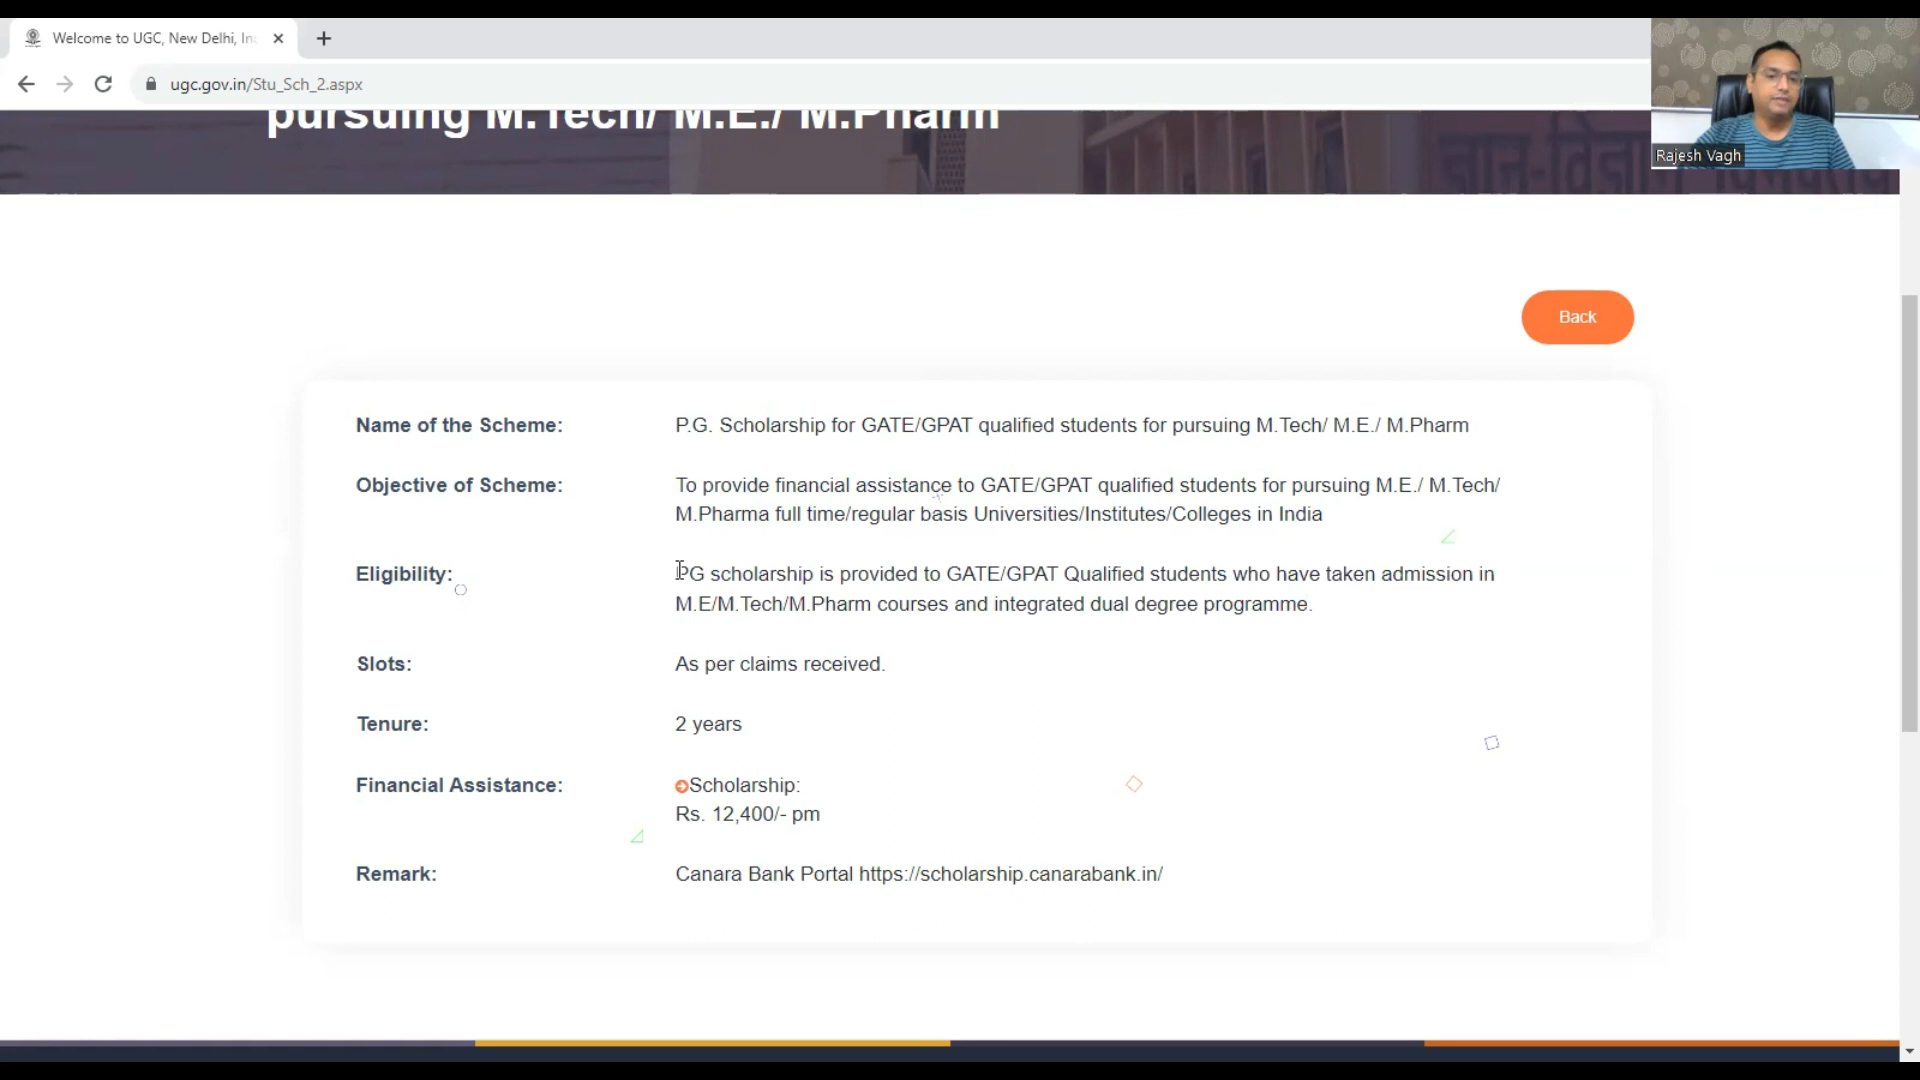 Welcome to UGC, New Delhi, In
ugc.gov.in/Stu_Sch_2.aspx
pursuing M.Tech/ M.E./ M.Pharm
Rajesh Vagh
Back
Name of the Scheme: P.G. Scholarship for GATE/GPAT qualified students for pursuing M.Tech/ M.E./ M.Pharm
Objective of Scheme: To provide financial assistance to GATE/GPAT qualified students for pursuing M.E./ M.Tech/
M.Pharma full time/regular basis Universities/Institutes/Colleges in India
Eligibility: PG scholarship is provided to GATE/GPAT Qualified students who have taken admission in
M.E/M.Tech/M.Pharm courses and integrated dual degree programme.
Slots: As per claims received.
Tenure: 2 years
Financial Assistance: Scholarship:
Rs. 12,400/- pm
Remark: Canara Bank Portal https://scholarship.canarabank.in/